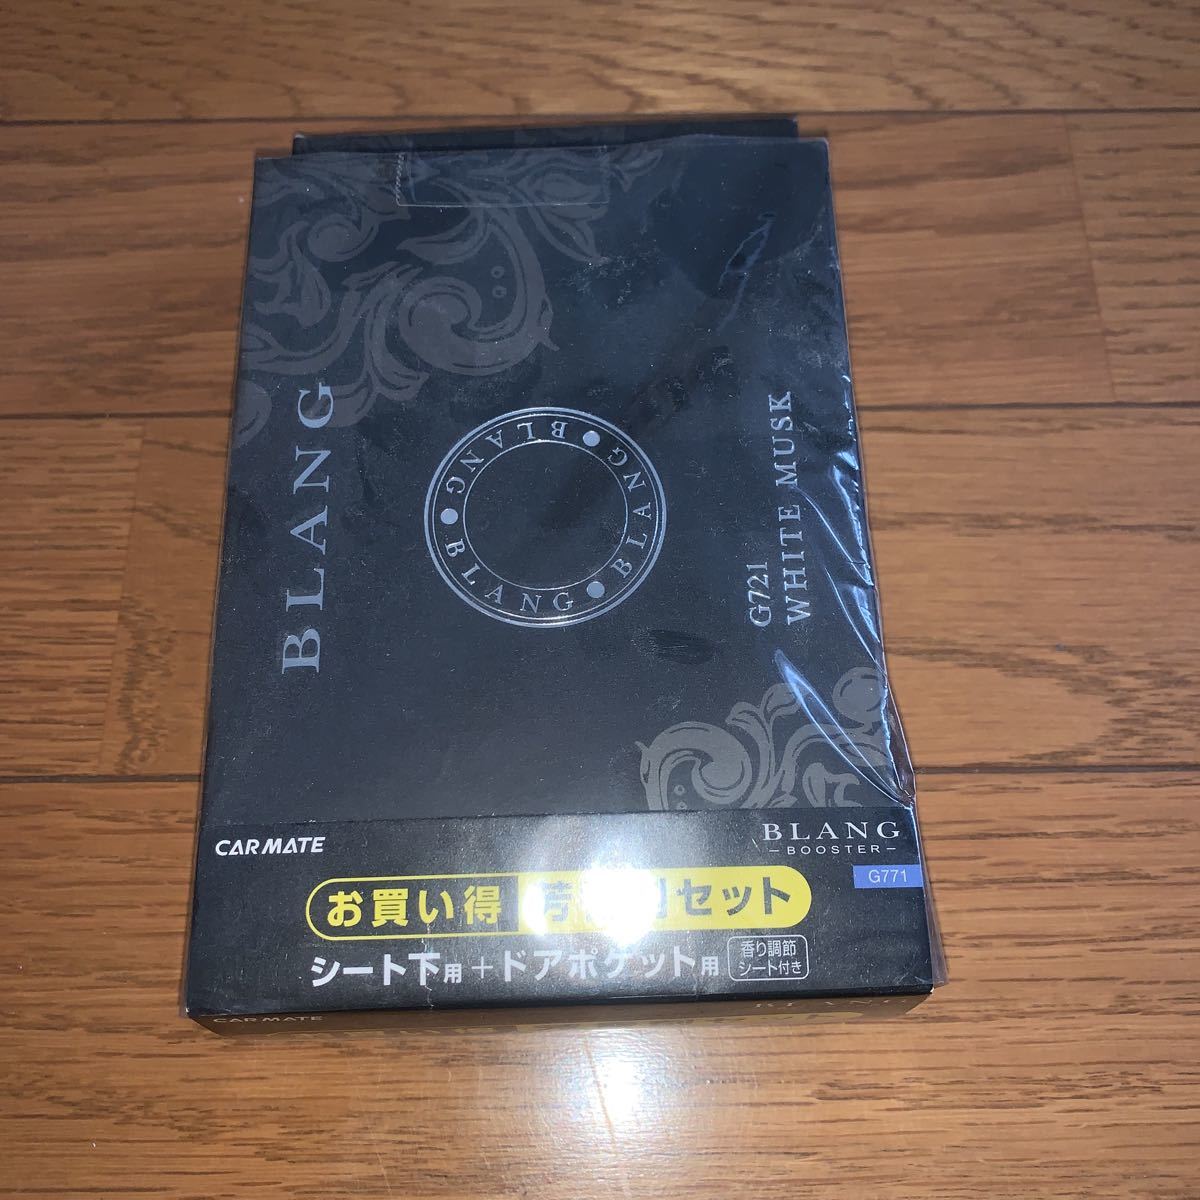 BLANG
BLANG ● BLANG ● BLANG ●
G721
WHITE MUSK
CARMATE
BLANG
BOOSTER
G771
お買い得 セット
シート下用+ドアポケット用
香り調節
シート付き
CARMATE